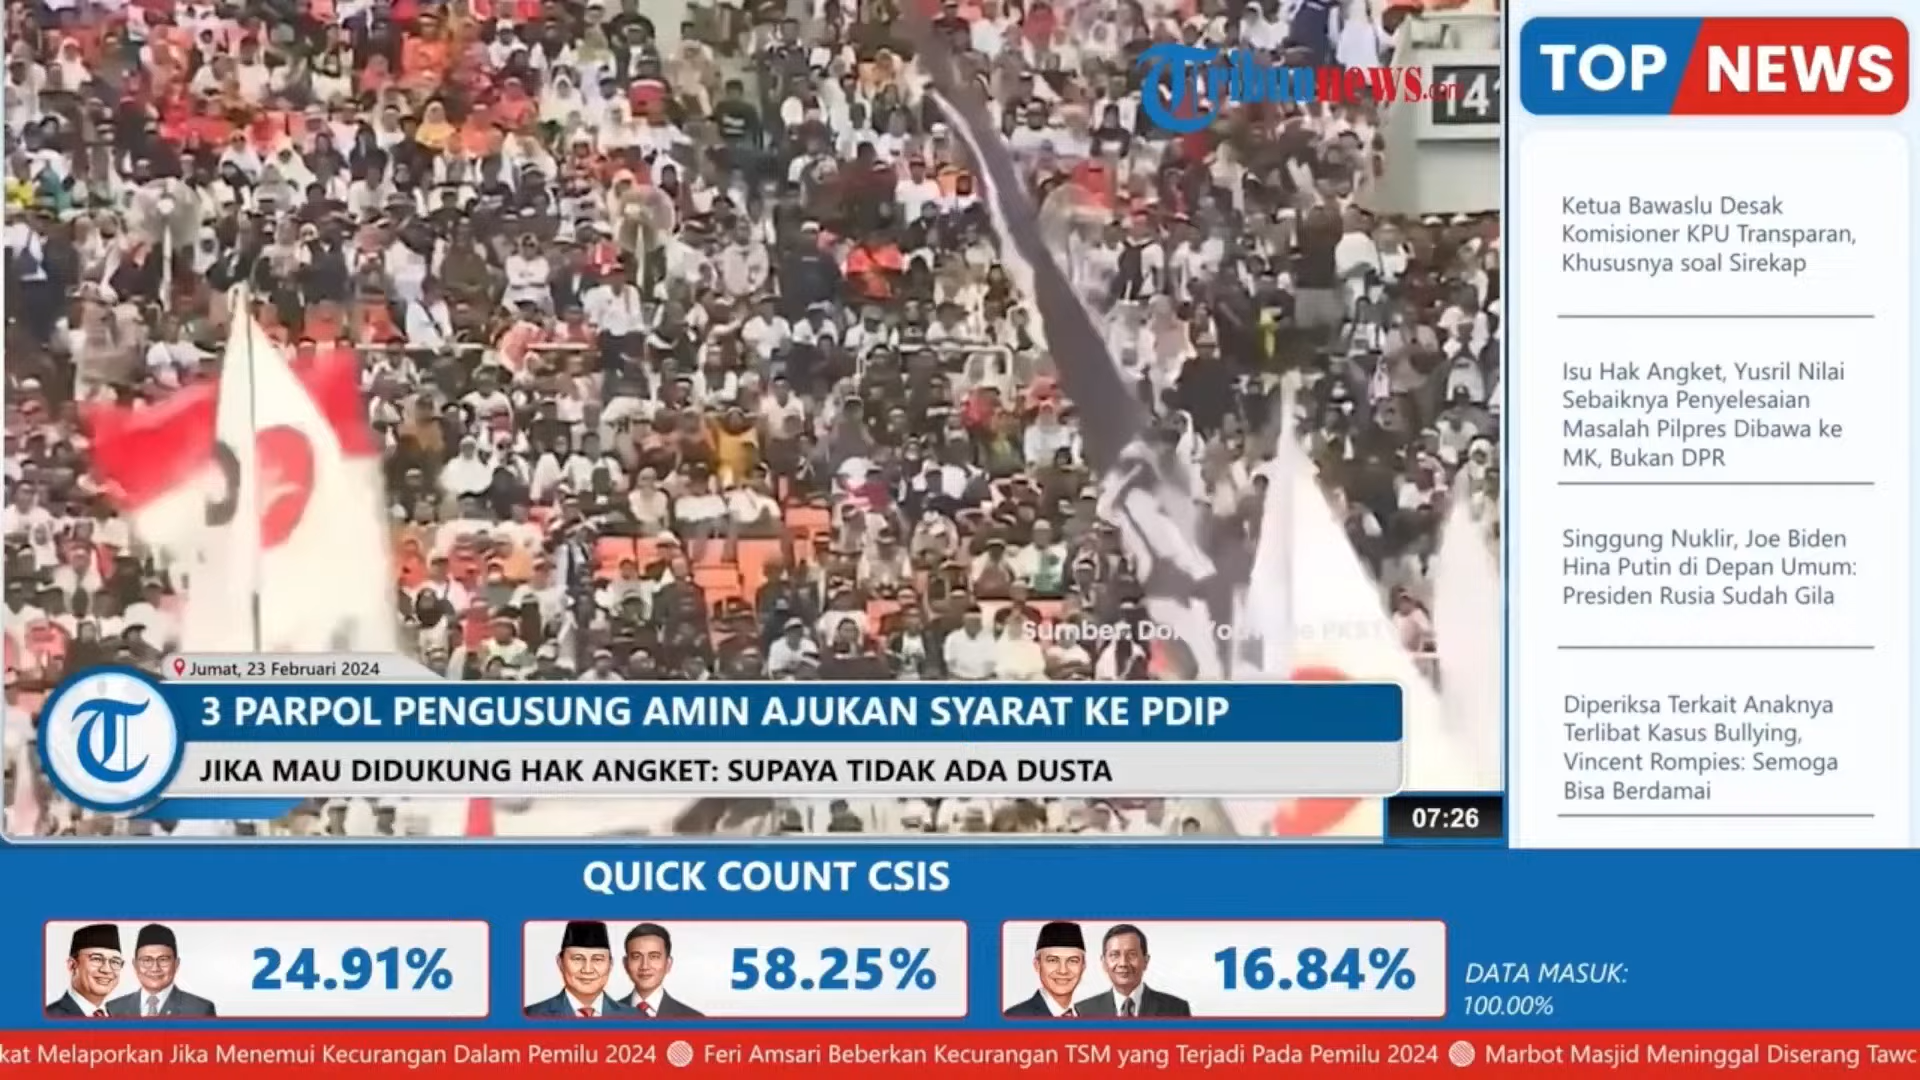 Tribunnews.com
14
TOP NEWS
Ketua Bawaslu Desak
Komisioner KPU Transparan,
Khususnya soal Sirekap
Isu Hak Angket, Yusril Nilai
Sebaiknya Penyelesaian
Masalah Pilpres Dibawa ke
MK, Bukan DPR
Singgung Nuklir, Joe Biden
Hina Putin di Depan Umum:
Presiden Rusia Sudah Gila
Diperiksa Terkait Anaknya
Terlibat Kasus Bullying,
Vincent Rompies: Semoga
Bisa Berdamai
Sumber:
Jumat, 23 Februari 2024
T
3 PARPOL PENGUSUNG AMIN AJUKAN SYARAT KE PDIP
JIKA MAU DIDUKUNG HAK ANGKET: SUPAYA TIDAK ADA DUSTA
07:26
QUICK COUNT CSIS
24.91%
58.25%
16.84%
DATA MASUK:
100.00%
kat Melaporkan Jika Menemui Kecurangan Dalam Pemilu 2024 Feri Amsari Beberkan Kecurangan TSM yang Terjadi Pada Pemilu 2024 Marbot Masjid Meninggal Diserang Tawc